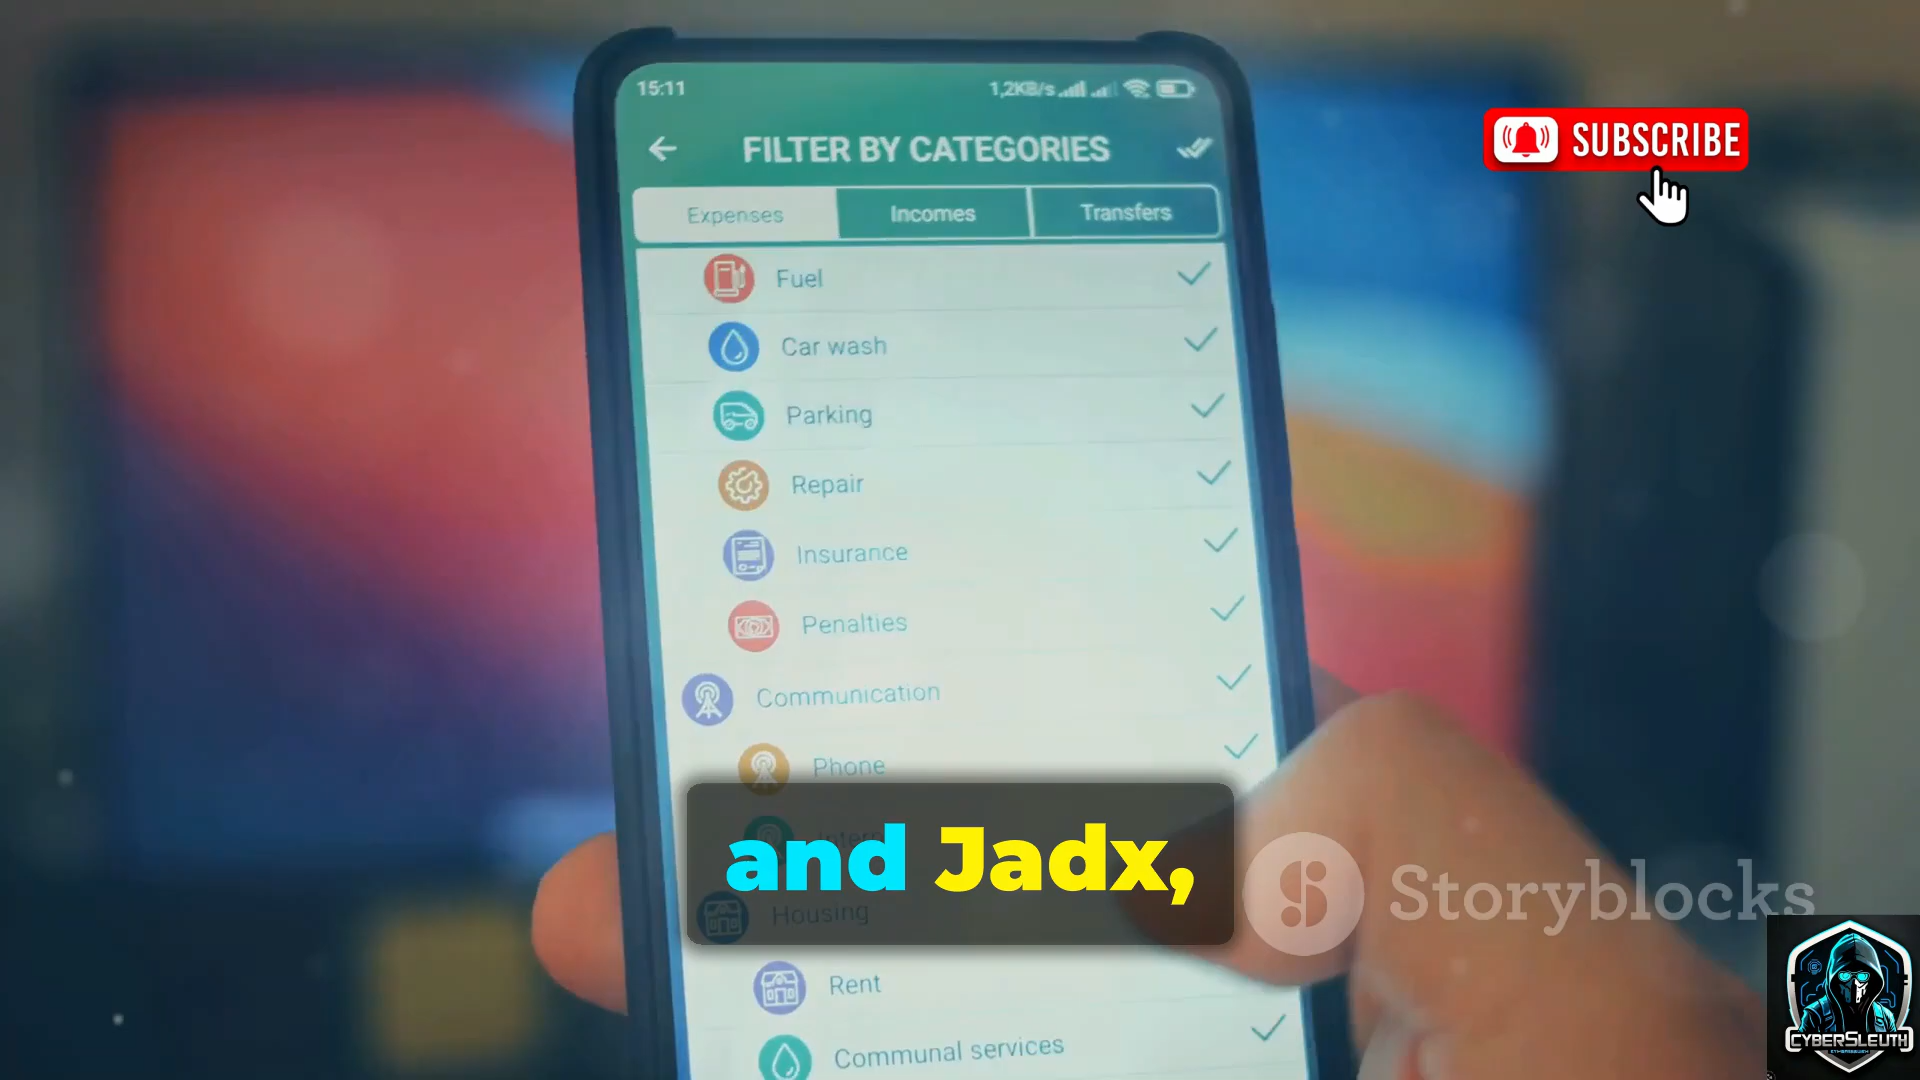 15:11
1,2KB/s
FILTER BY CATEGORIES
SUBSCRIBE
Expenses
Incomes
Transfers
Fuel
Car wash
Parking
Repair
Insurance
Penalties
Communication
Phone
and Jadx,
Housing
Storyblocks
Rent
Communal services
CYBERSLEUTH